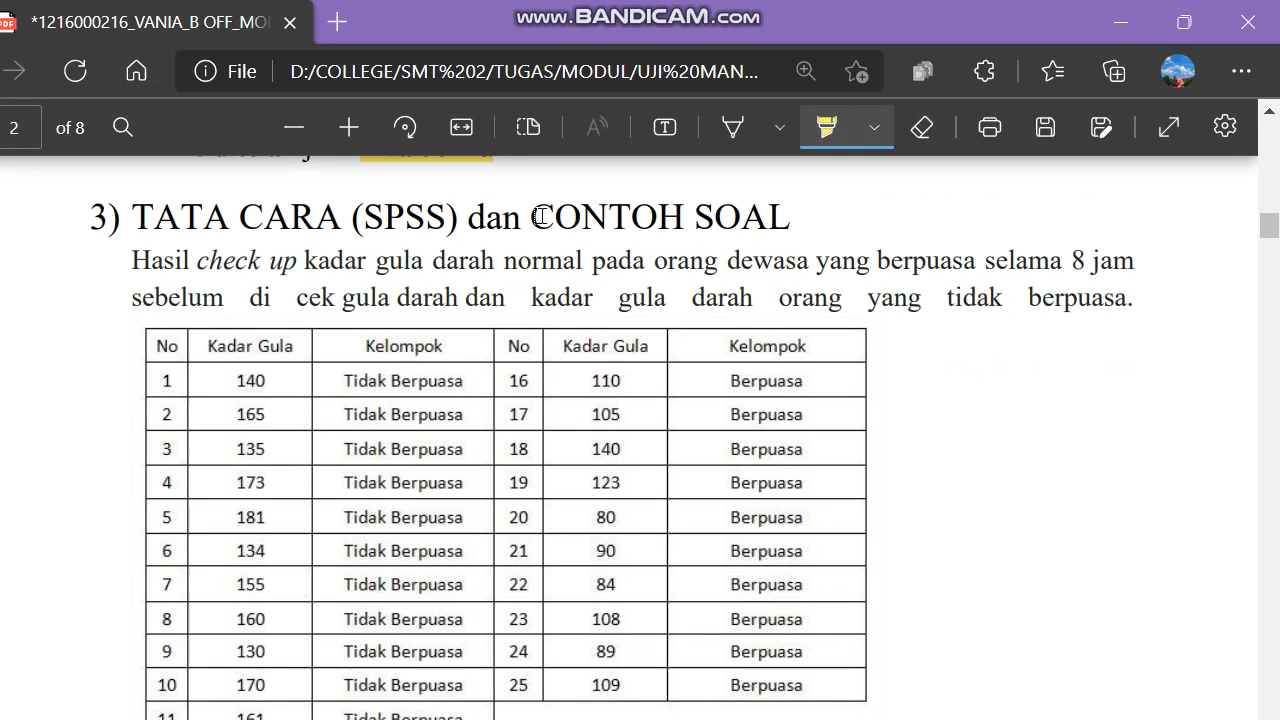 www.BANDICAM.com
*1216000216_VANIA_B OFF_MO
File D:/COLLEGE/SMT%202/TUGAS/MODUL/UJI%20MAN...
2 of 8
3) TATA CARA (SPSS) dan CONTOH SOAL
Hasil check up kadar gula darah normal pada orang dewasa yang berpuasa selama 8 jam
sebelum di cek gula darah dan kadar gula darah orang yang tidak berpuasa.
No Kadar Gula Kelompok No Kadar Gula Kelompok
1 140 Tidak Berpuasa 16 110 Berpuasa
2 165 Tidak Berpuasa 17 105 Berpuasa
3 135 Tidak Berpuasa 18 140 Berpuasa
4 173 Tidak Berpuasa 19 123 Berpuasa
5 181 Tidak Berpuasa 20 80 Berpuasa
6 134 Tidak Berpuasa 21 90 Berpuasa
7 155 Tidak Berpuasa 22 84 Berpuasa
8 160 Tidak Berpuasa 23 108 Berpuasa
9 130 Tidak Berpuasa 24 89 Berpuasa
10 170 Tidak Berpuasa 25 109 Berpuasa
11 161 Tidak Berpuasa